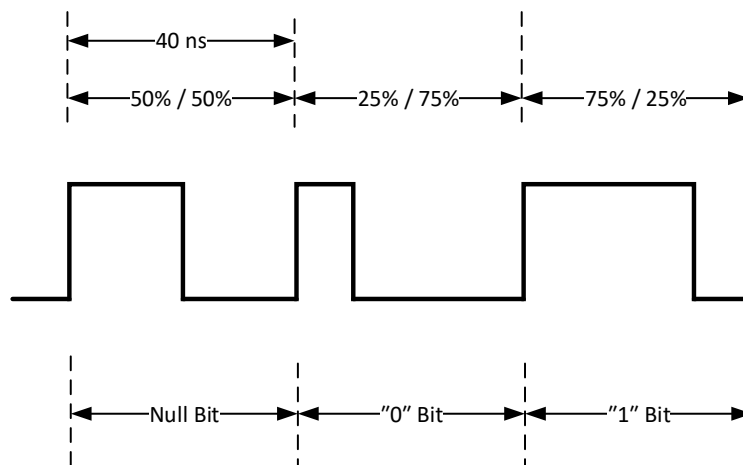 40 ns
50% / 50%
25% / 75%
75% / 25%
Null Bit
”0” Bit
”1” Bit